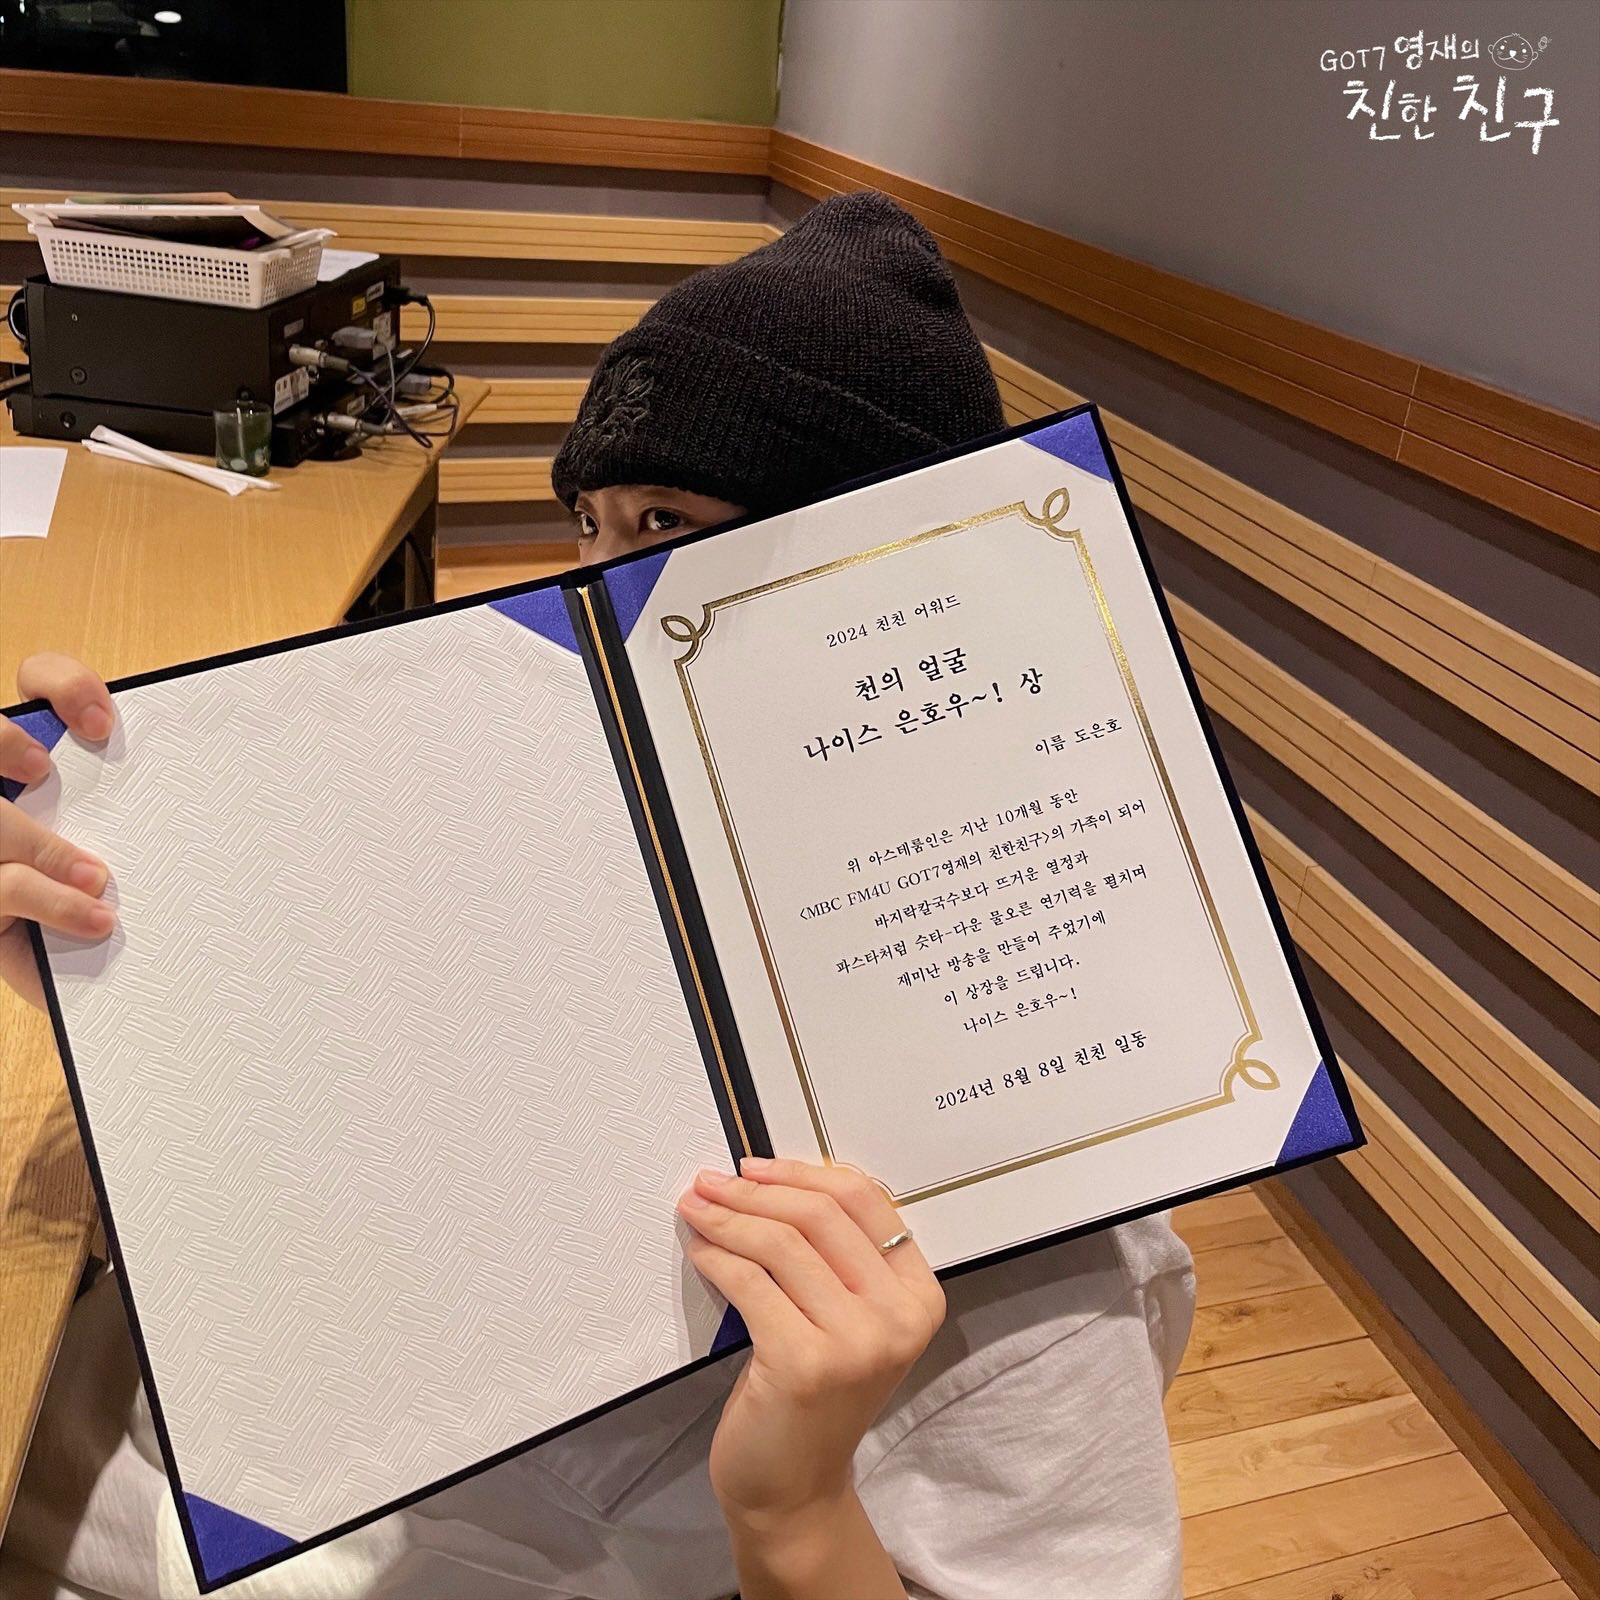 GOT7 영재의
친한 친구
2024 친친 어워드
천의 얼굴
나이스 은호우~! 상
이름 도은호
위 아스테룸인은 지난 10개월 동안
<MBC FM4U GOT7영재의 친한친구>의 가족이 되어
바지락칼국수보다 뜨거운 열정과
파스타처럼 슷타-다운 물오른 연기력을 펼치며
재미난 방송을 만들어 주었기에
이 상장을 드립니다.
나이스 은호우~!
2024년 8월 8일 친친 일동